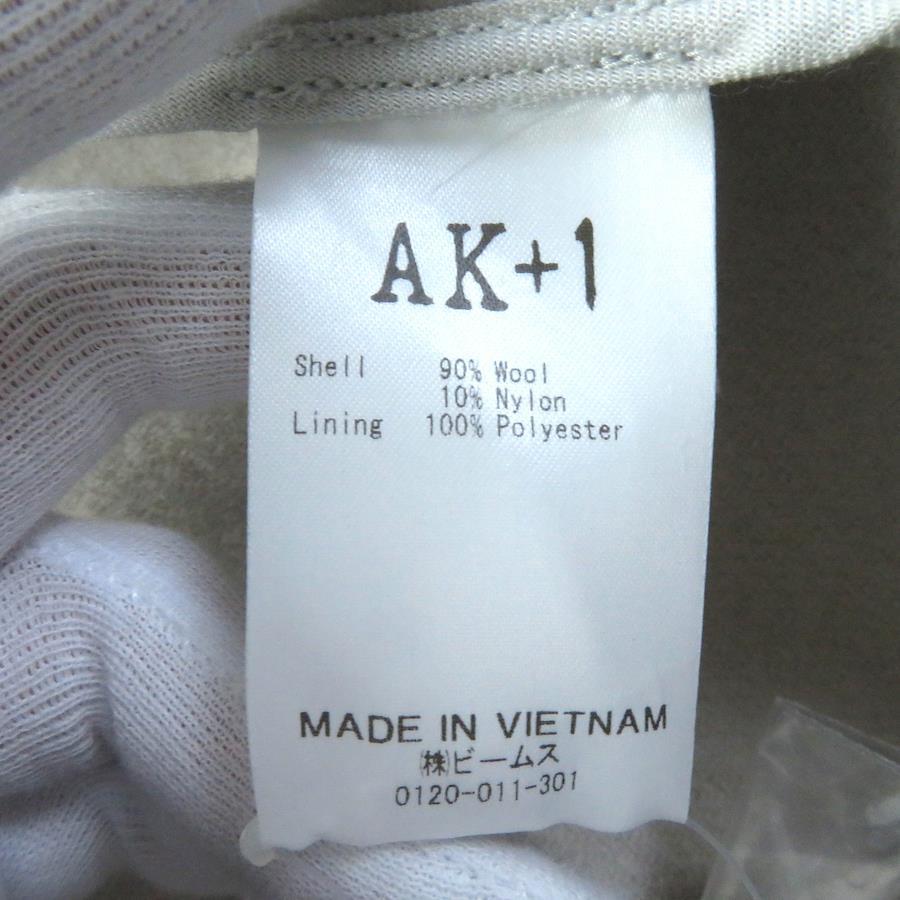 AK+1
Shell 90% Wool
10% Nylon
Lining 100% Polyester
MADE IN VIETNAM
㈱ビームス
0120-011-301